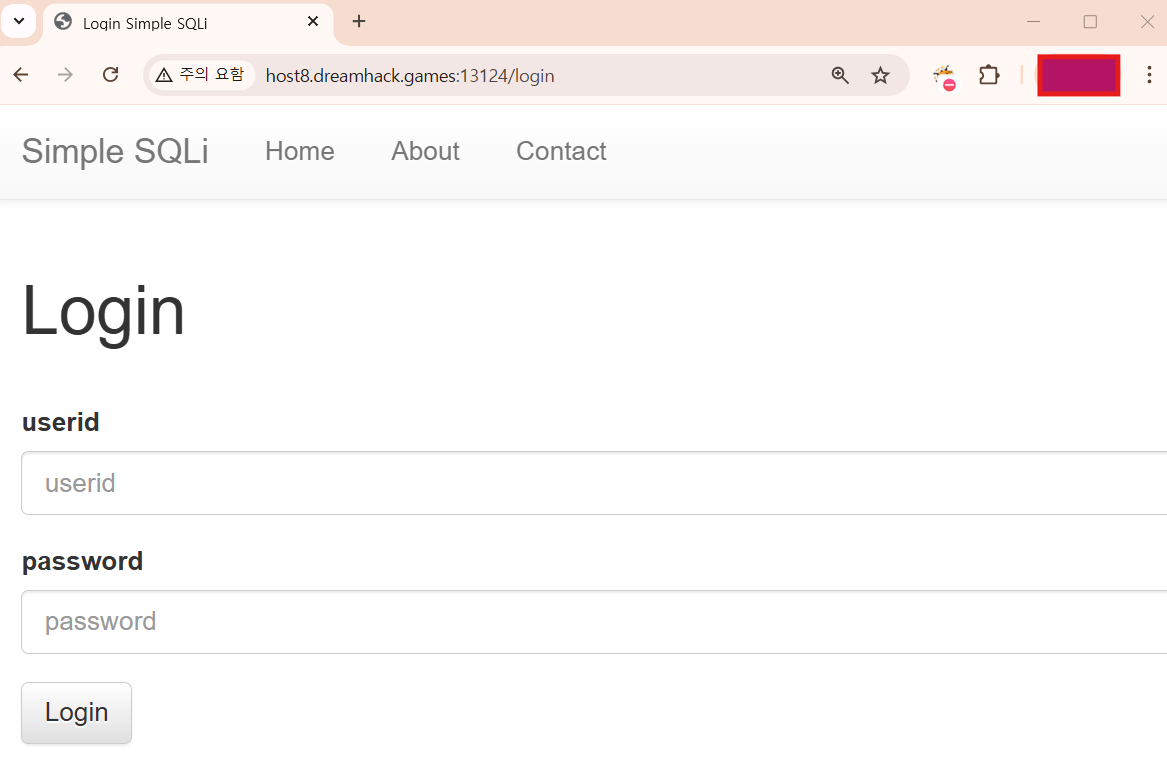 Login Simple SQLi
주의 요함 host8.dreamhack.games:13124/login
Simple SQLi Home About Contact
Login
userid
userid
password
password
Login